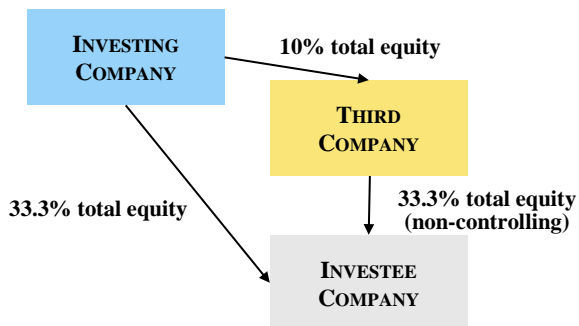 INVESTING
COMPANY
10% total equity
THIRD
COMPANY
33.3% total equity
33.3% total equity
(non-controlling)
INVESTEE
COMPANY